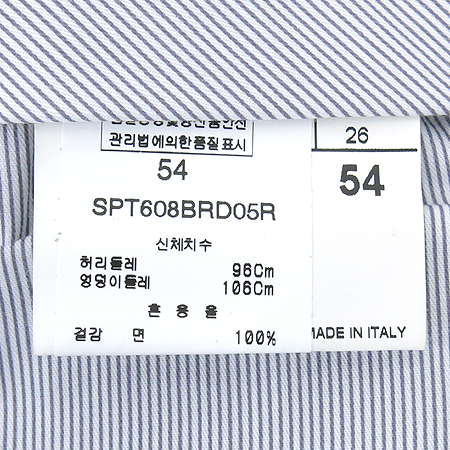 관리법에의한품질표시
54
SPT608BRD05R
신체치수
허리둘레 96Cm
엉덩이둘레 106Cm
혼용율
겉감 면 100%
26
54
MADE IN ITALY